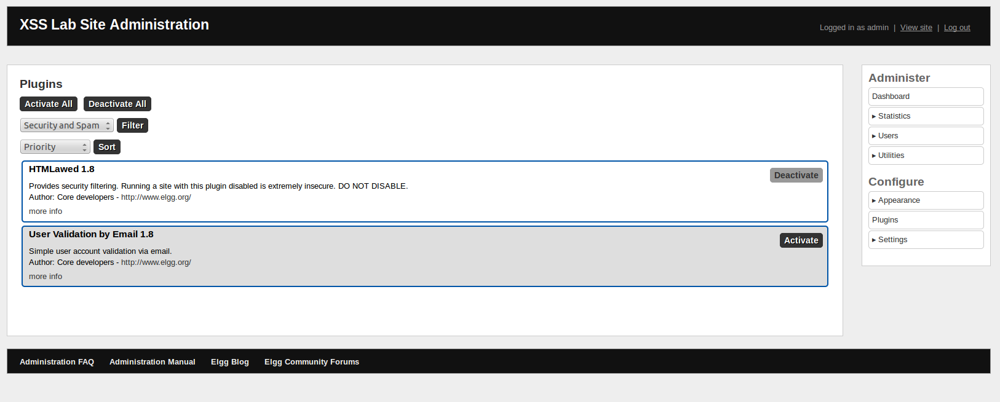 XSS Lab Site Administration
Logged in as admin | View site | Log out
Plugins
Activate All Deactivate All
Security and Spam Filter
Priority Sort
HTMLawed 1.8
Deactivate
Provides security filtering. Running a site with this plugin disabled is extremely insecure. DO NOT DISABLE.
Author: Core developers - http://www.elgg.org/
more info
User Validation by Email 1.8
Activate
Simple user account validation via email.
Author: Core developers - http://www.elgg.org/
more info
Administer
Dashboard
▸ Statistics
▸ Users
▸ Utilities
Configure
▸ Appearance
Plugins
▸ Settings
Administration FAQ Administration Manual Elgg Blog Elgg Community Forums